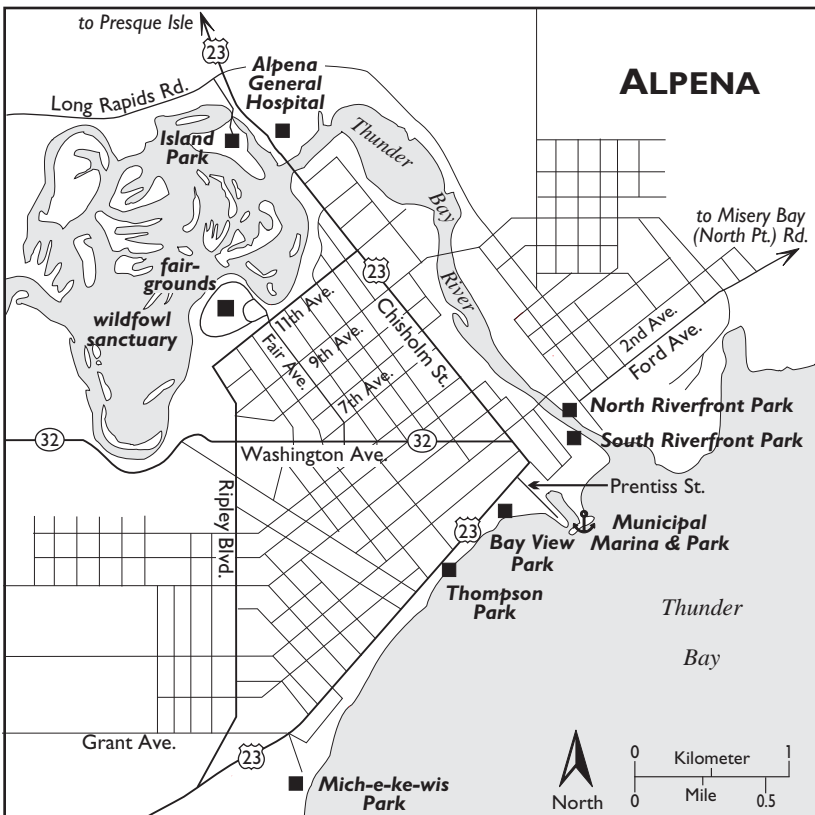 to Presque Isle
23
Alpena
General
Hospital
ALPENA
Long Rapids Rd.
Island
Park
Thunder
Bay
River
to Misery Bay
(North Pt.) Rd.
fair-
grounds
23
wildfowl
sanctuary
11th Ave.
Fair Ave.
9th Ave.
7th Ave.
Chisholm St.
2nd Ave.
Ford Ave.
North Riverfront Park
South Riverfront Park
32
32
Washington Ave.
Prentiss St.
Ripley Blvd.
23
Bay View
Park
Municipal
Marina & Park
Thompson
Park
Thunder
Bay
Grant Ave.
23
Mich-e-ke-wis
Park
North
0
Kilometer
1
0
Mile
0.5